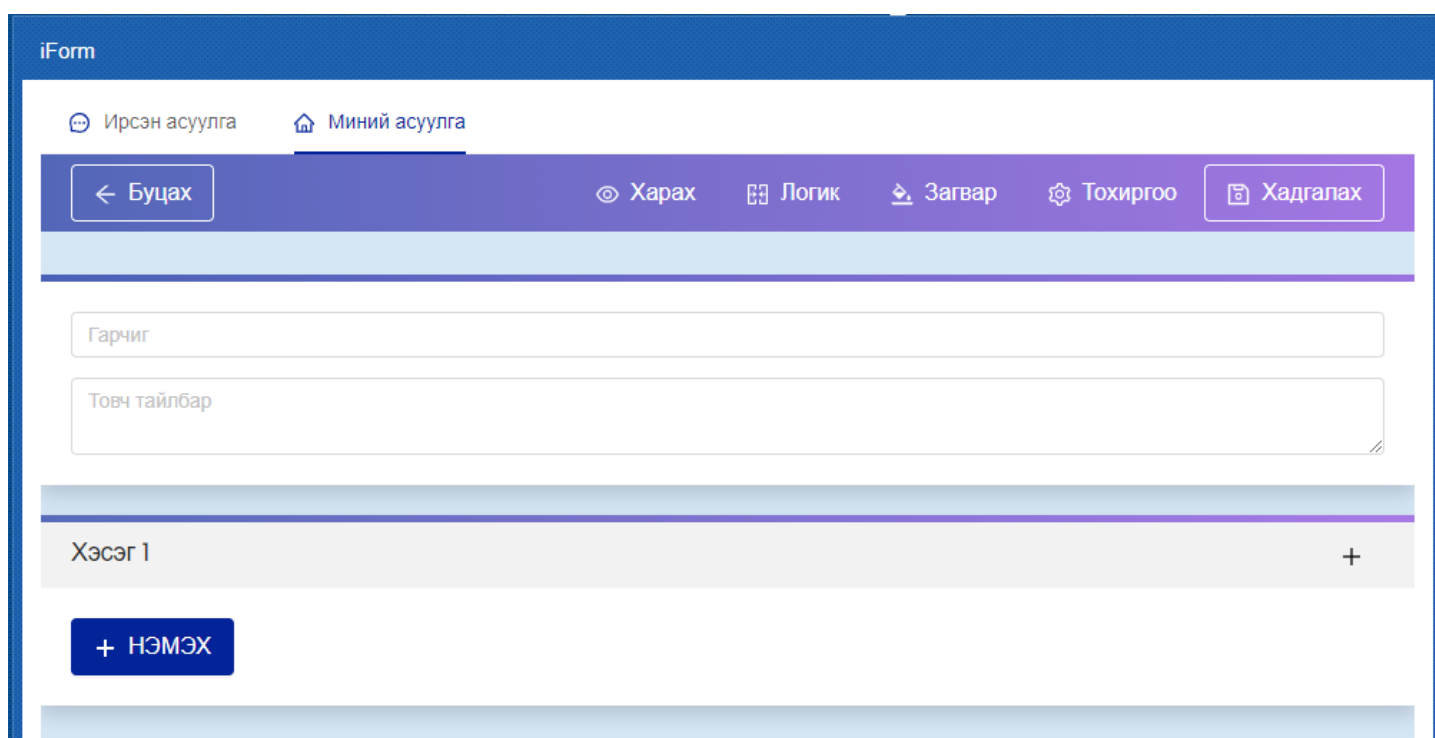 iForm
Ирсэн асуулга Миний асуулга
Буцах Харах Логик Загвар Тохиргоо Хадгалах
Гарчиг
Товч тайлбар
Хэсэг 1 +
+ НЭМЭХ